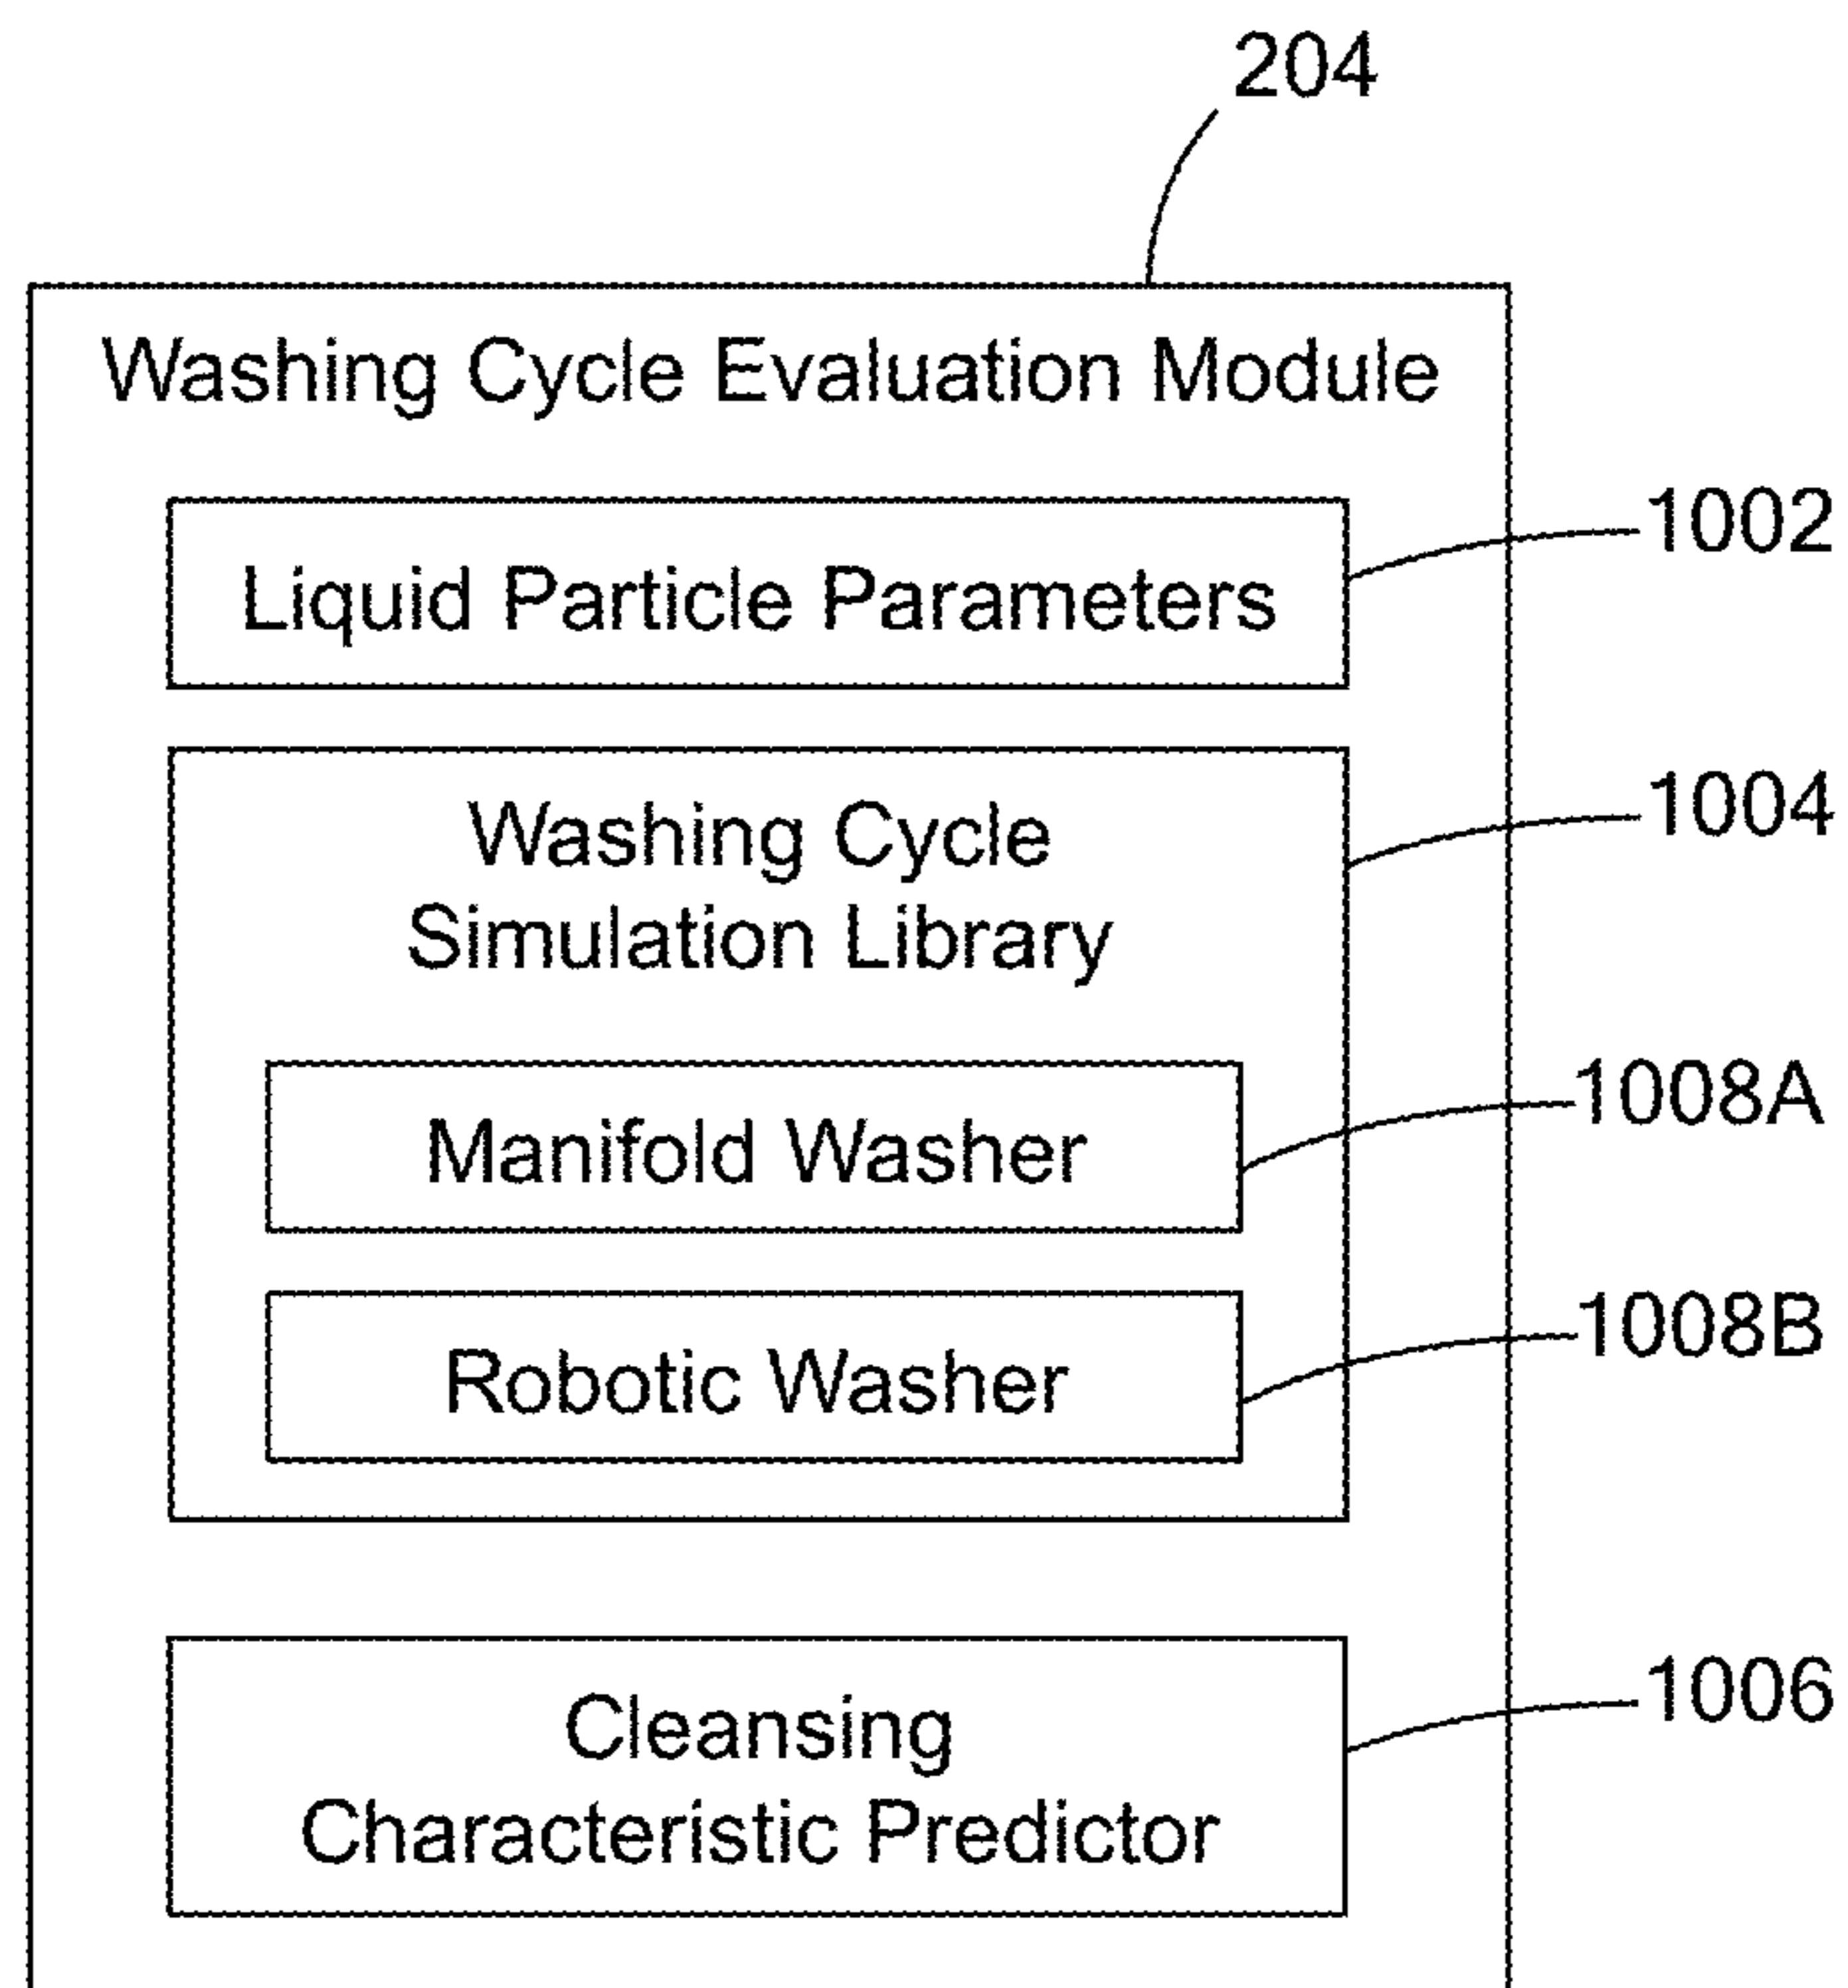 204
Washing Cycle Evaluation Module
1002
Liquid Particle Parameters
1004
Washing Cycle
Simulation Library
1008A
Manifold Washer
1008B
Robotic Washer
1006
Cleansing
Characteristic Predictor